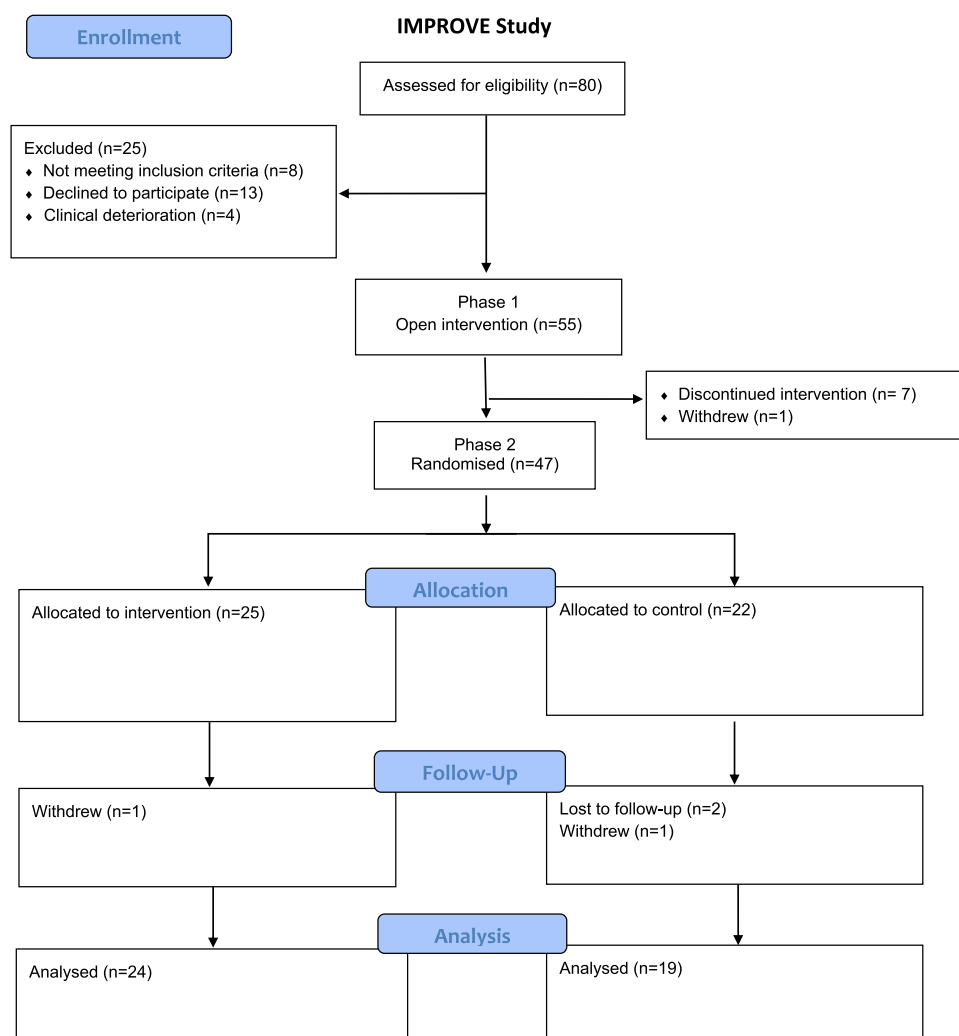 IMPROVE Study
Enrollment
Assessed for eligibility (n=80)
Excluded (n=25)
♦ Not meeting inclusion criteria (n=8)
♦ Declined to participate (n=13)
♦ Clinical deterioration (n=4)
Phase 1
Open intervention (n=55)
♦ Discontinued intervention (n= 7)
♦ Withdrew (n=1)
Phase 2
Randomised (n=47)
Allocation
Allocated to intervention (n=25)
Allocated to control (n=22)
Follow-Up
Withdrew (n=1)
Lost to follow-up (n=2)
Withdrew (n=1)
Analysis
Analysed (n=24)
Analysed (n=19)